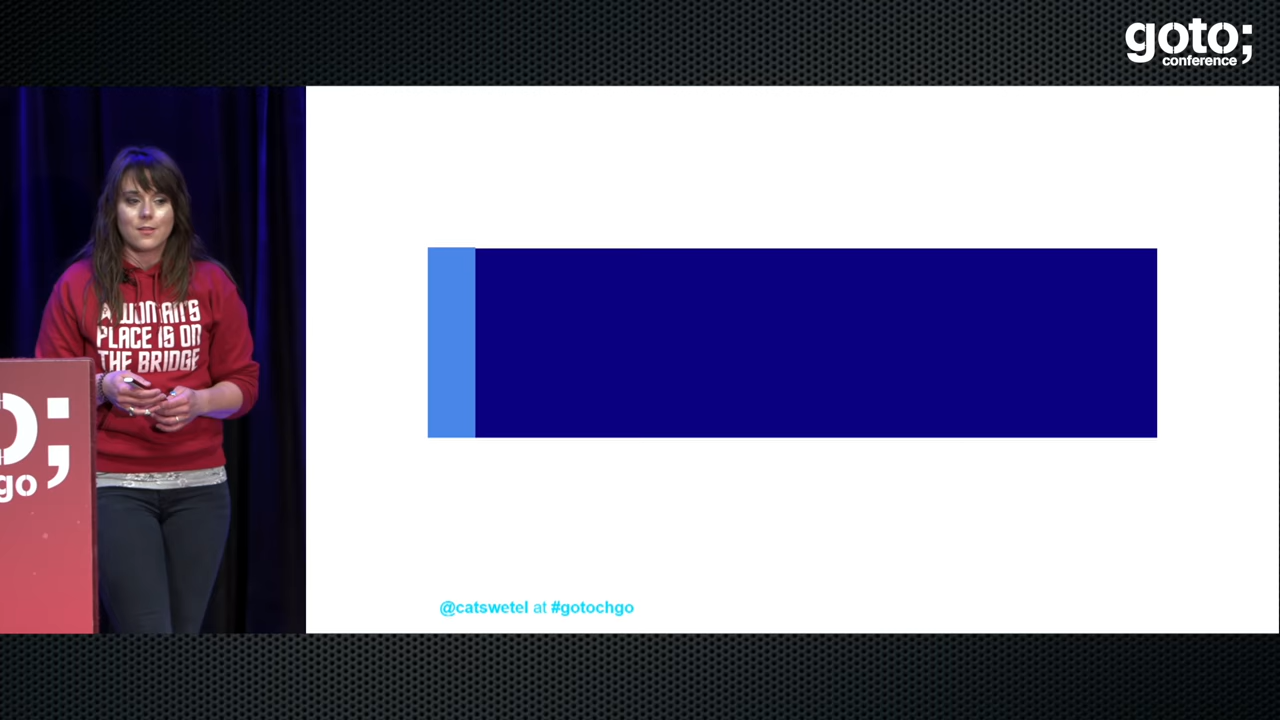 goto;
conference
A WOMAN'S
PLACE IS ON
THE BRIDGE
o;
go
@catswetel at #gotochgo